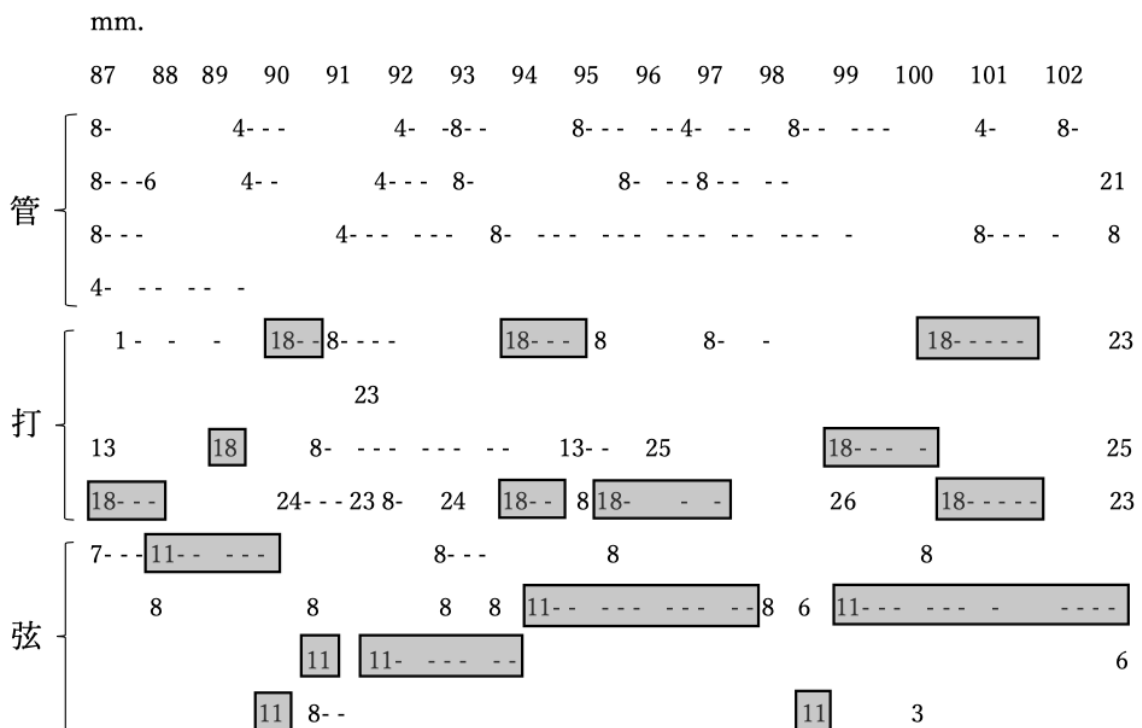 mm.
87 88 89 90 91 92 93 94 95 96 97 98 99 100 101 102
8- 4- - - 4- -8- - 8- - - - -4- - - 8- - - - - 4- 8-
8- - -6 4- - 4- - - 8- 8- - -8 - - - - 21
管
8- - - 4- - - - - - 8- - - - - - - - - - - - - - - 8- - - - 8
4- - - - - -
1 - - - 18- - -8- - - - 18- - - 8 8- - 18- - - - - 23
23
打
13 18 8- - - - - - - - - 13- - 25 18- - - - 25
18- - - 24- - - 23 8- 24 18- - 8 18- - - 26 18- - - - - 23
7- - -11- - - - - 8- - - 8 8
8 8 8 8 11- - - - - - - - - -8 6 11- - - - - - - - - - -
弦
11 11- - - - - - 6
11 8- - 11 3